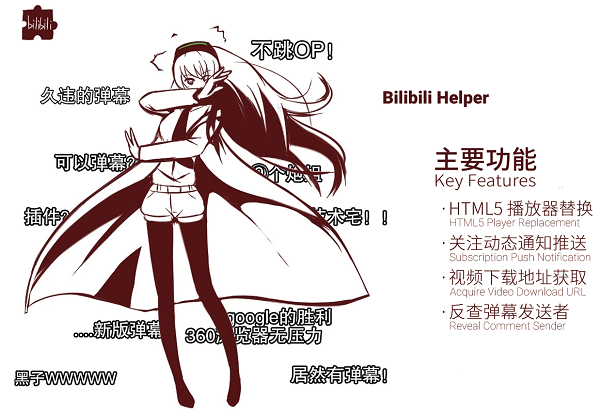 bilibili
不跳OP！
久违的弹幕
Bilibili Helper
可以弹幕?
主要功能
Key Features
· HTML5 播放器替换
HTML5 Player Replacement
插件?
术宅！！
· 关注动态通知推送
Subscription Push Notification
· 视频下载地址获取
Acquire Video Download URL
· 反查弹幕发送者
Reveal Comment Sender
google的胜利
....新版弹幕
360浏览器无压力
黑子WWWWW
居然有弹幕！